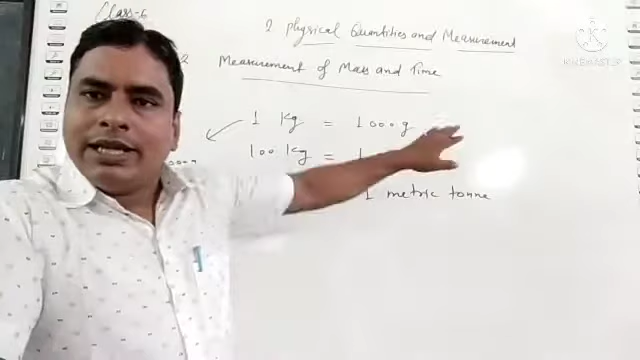 Class-6
2 Physical Quantities and Measurement
2 Measurement of Mass and Time
1 Kg = 1000g
100 Kg = 1
1 metric tonne
KINEMASTER